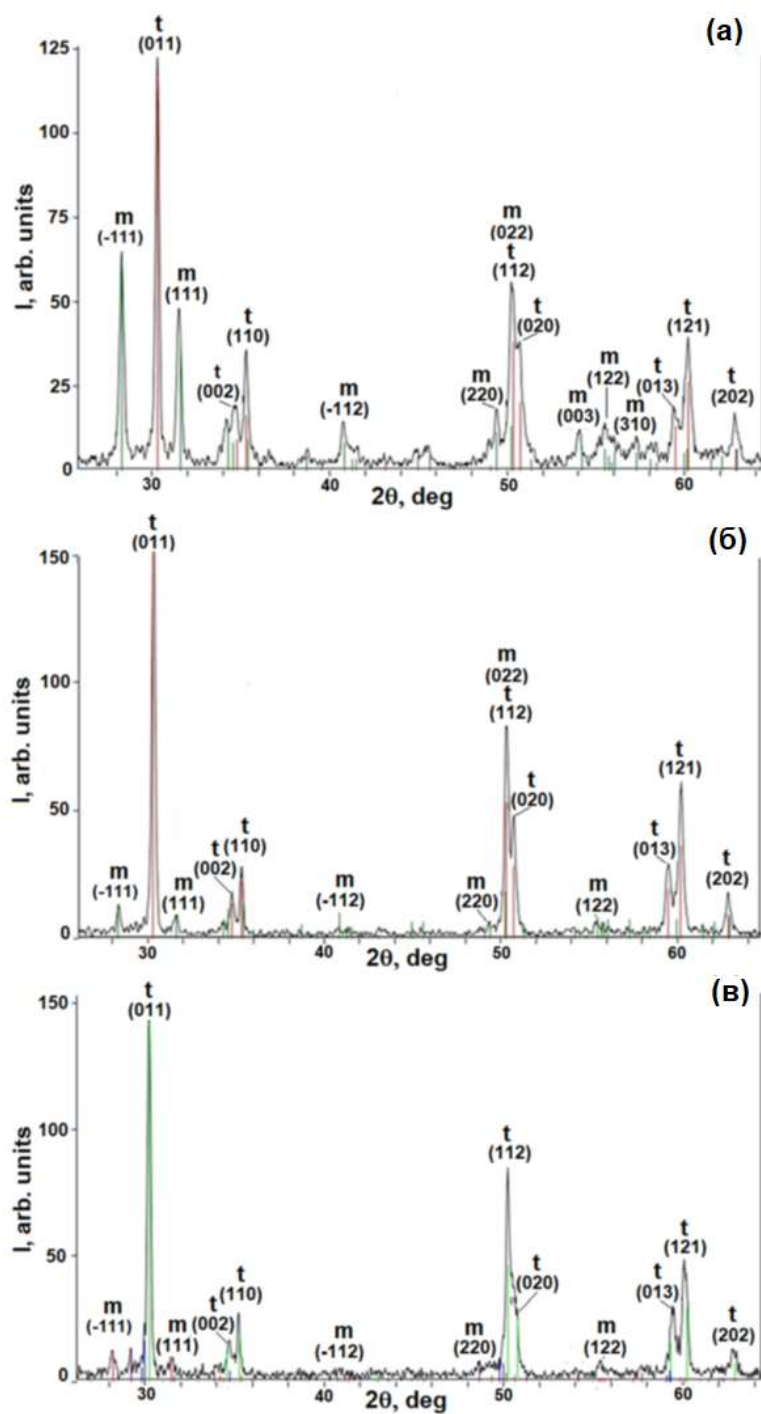 (а)
t
(011)
125
100
75
50
25
0
I, arb. units
m
(-111)
m
(111)
t
(002)
t
(110)
m
(-112)
m
(220)
m
(022)
t
(112)
t
(020)
m
(003)
m
(122)
m
(310)
t
(013)
t
(121)
t
(202)
30
40
50
60
2θ, deg
(б)
t
(011)
150
100
50
0
I, arb. units
m
(-111)
m
(111)
t
(002)
t
(110)
m
(-112)
m
(220)
m
(022)
t
(112)
t
(020)
m
(122)
t
(013)
t
(121)
t
(202)
30
40
50
60
2θ, deg
(в)
t
(011)
150
100
50
0
I, arb. units
m
(-111)
m
(111)
t
(002)
t
(110)
m
(-112)
m
(220)
t
(112)
t
(020)
m
(122)
t
(013)
t
(121)
t
(202)
30
40
50
60
2θ, deg